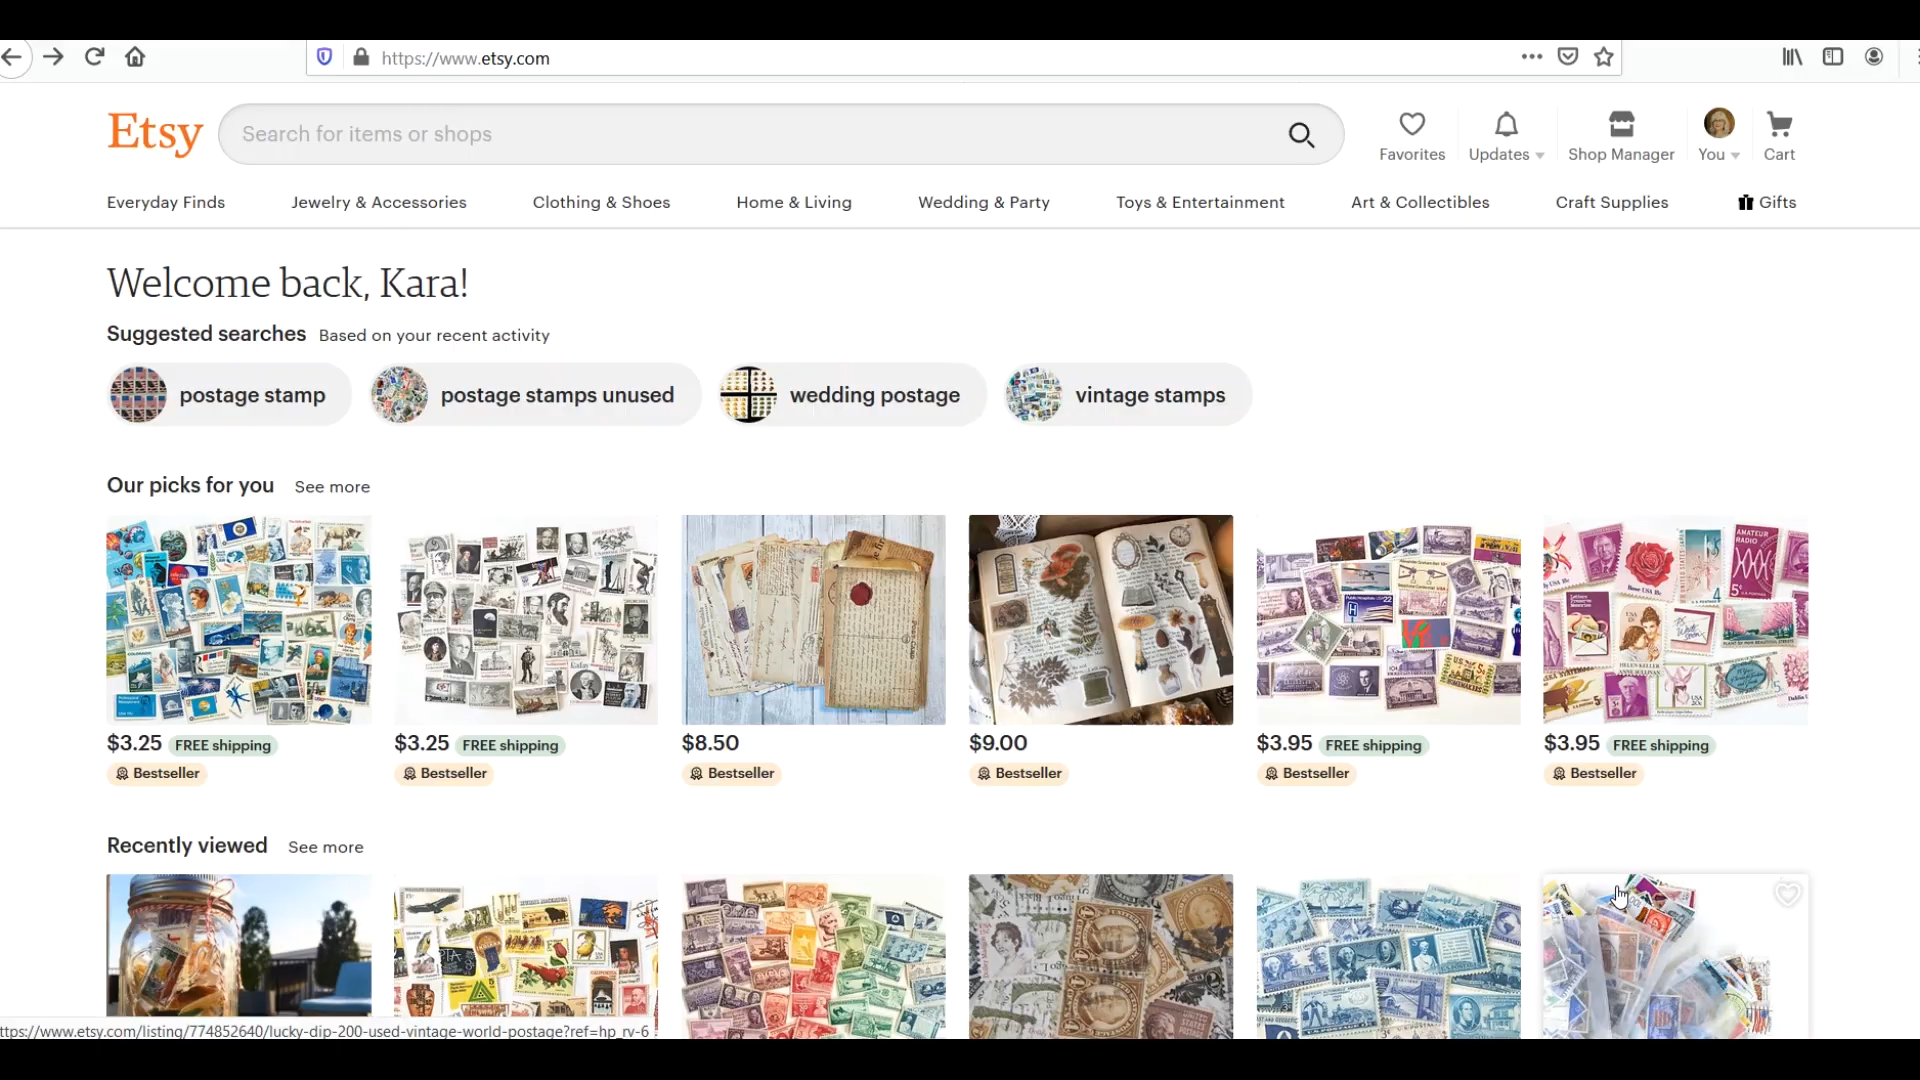 https://www.etsy.com
Etsy
Search for items or shops
Favorites
Updates
Shop Manager
You
Cart
Everyday Finds
Jewelry & Accessories
Clothing & Shoes
Home & Living
Wedding & Party
Toys & Entertainment
Art & Collectibles
Craft Supplies
Gifts
Welcome back, Kara!
Suggested searches Based on your recent activity
postage stamp
postage stamps unused
wedding postage
vintage stamps
Our picks for you See more
AMATEUR RADIO
HELEN KELLER
$3.25 FREE shipping
Bestseller
$3.25 FREE shipping
Bestseller
$8.50
Bestseller
$9.00
Bestseller
$3.95 FREE shipping
Bestseller
$3.95 FREE shipping
Bestseller
Recently viewed See more
ttps://www.etsy.com/listing/774852640/lucky-dip-200-used-vintage-world-postage?ref=hp_rv-6